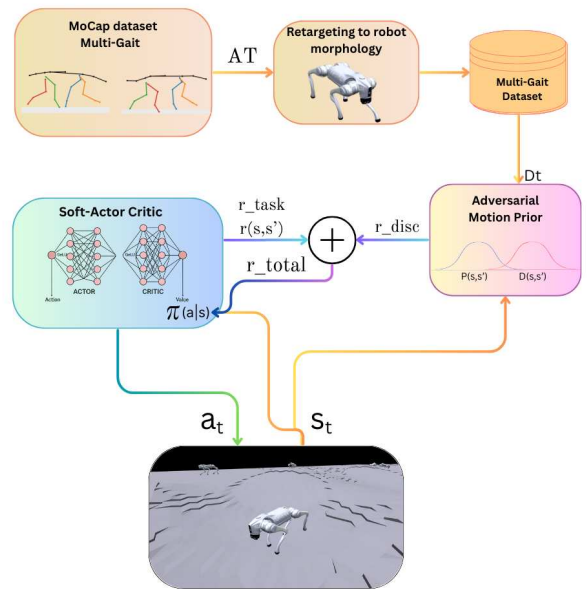 MoCap dataset
Multi-Gait
AT
Retargeting to robot
morphology
Multi-Gait
Dataset
Dt
Soft-Actor Critic
r_task
r(s,s')
r_disc
Adversarial
Motion Prior
P(s,s')
D(s,s')
r_total
Action
ACTOR
CRITIC
Value
π(a|s)
a_t
s_t